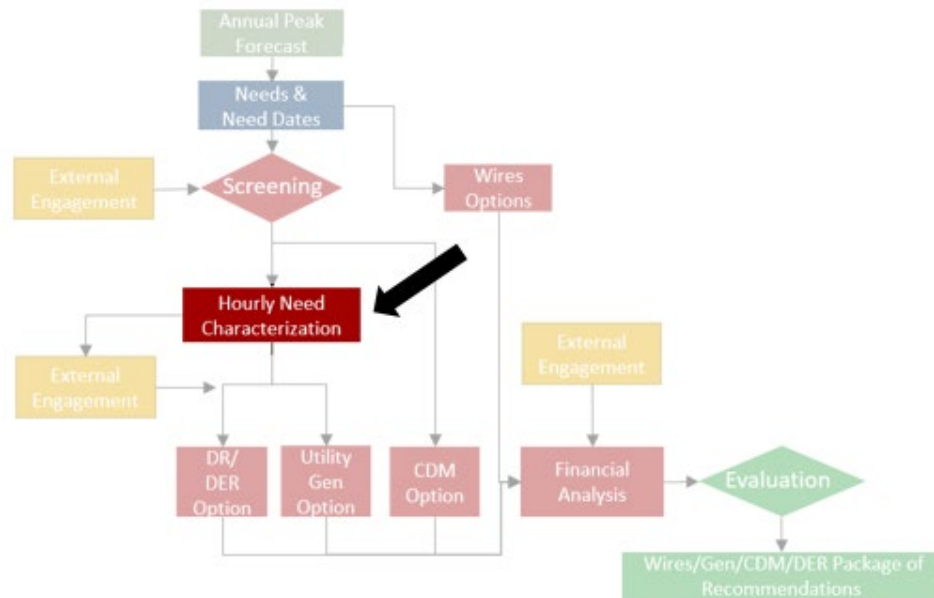 Annual Peak
Forecast
Needs &
Need Dates
External
Engagement
Screening
Wires
Options
Hourly Need
Characterization
External
Engagement
External
Engagement
DR/
DER
Option
Utility
Gen
Option
CDM
Option
Financial
Analysis
Evaluation
Wires/Gen/CDM/DER Package of
Recommendations